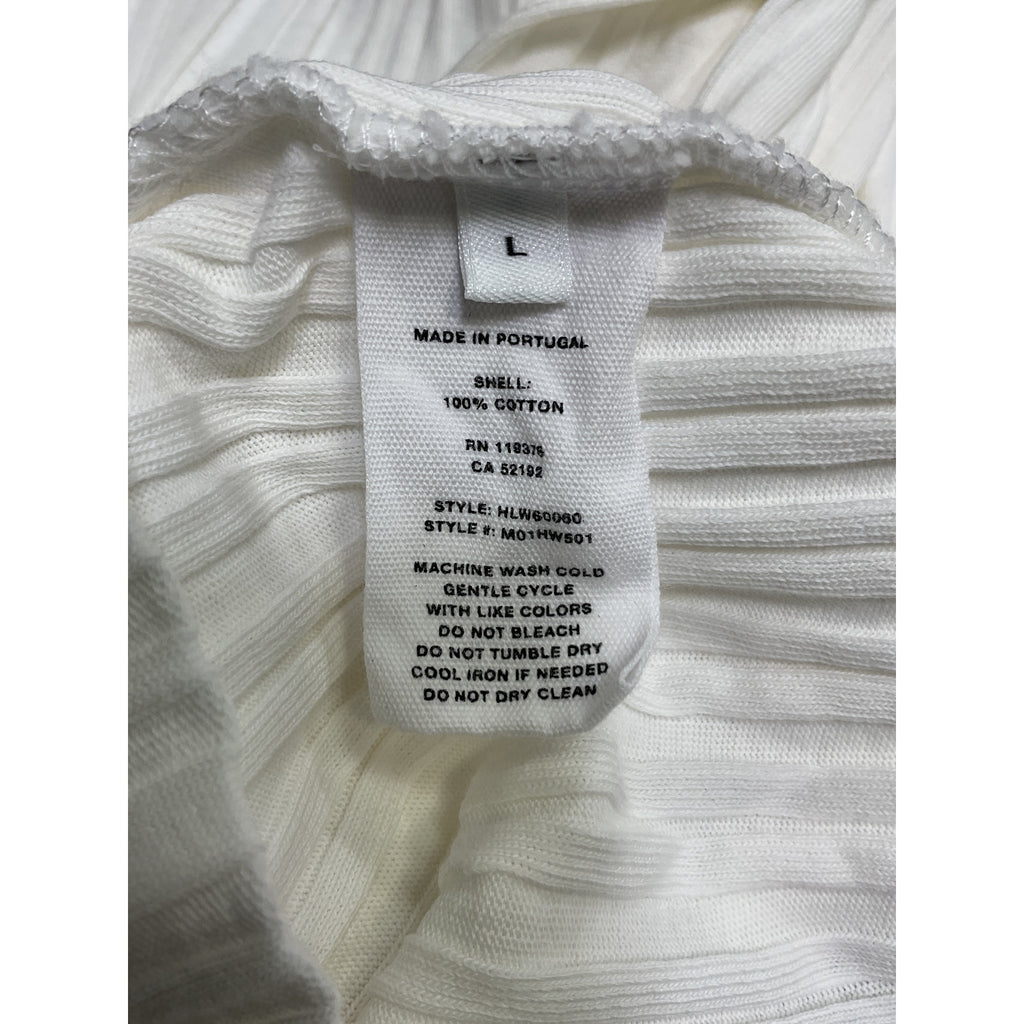 L
MADE IN PORTUGAL
SHELL:
100% COTTON
RN 119376
CA 52192
STYLE: HLW60060
STYLE #: M01HW501
MACHINE WASH COLD
GENTLE CYCLE
WITH LIKE COLORS
DO NOT BLEACH
DO NOT TUMBLE DRY
COOL IRON IF NEEDED
DO NOT DRY CLEAN